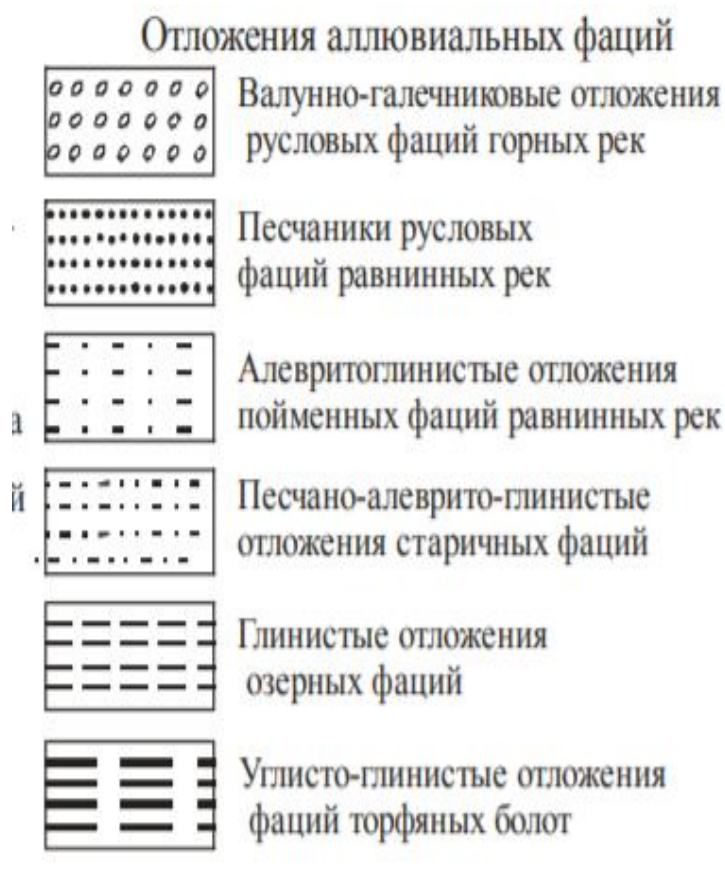 Отложения аллювиальных фаций
Валунно-галечниковые отложения
русловых фаций горных рек
Песчаники русловых
фаций равнинных рек
Алевритоглинистые отложения
пойменных фаций равнинных рек
а
й
Песчано-алеврито-глинистые
отложения старичных фаций
Глинистые отложения
озерных фаций
Углисто-глинистые отложения
фаций торфяных болот